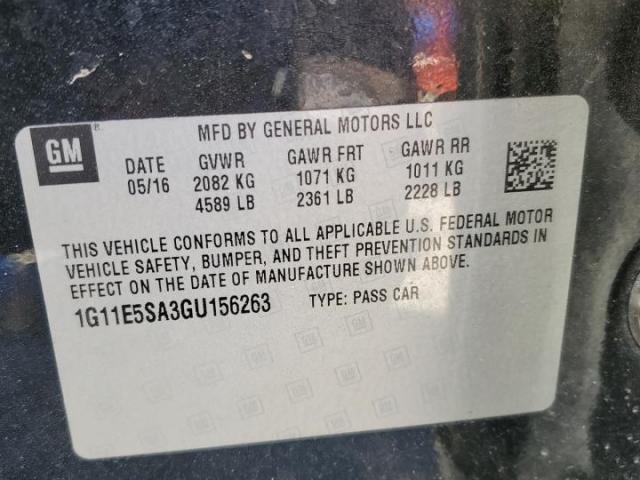 GM ®
MFD BY GENERAL MOTORS LLC
DATE GVWR GAWR FRT GAWR RR
05/16 2082 KG 1071 KG 1011 KG
4589 LB 2361 LB 2228 LB
THIS VEHICLE CONFORMS TO ALL APPLICABLE U.S. FEDERAL MOTOR
VEHICLE SAFETY, BUMPER, AND THEFT PREVENTION STANDARDS IN
EFFECT ON THE DATE OF MANUFACTURE SHOWN ABOVE.
1G11E5SA3GU156263 TYPE: PASS CAR